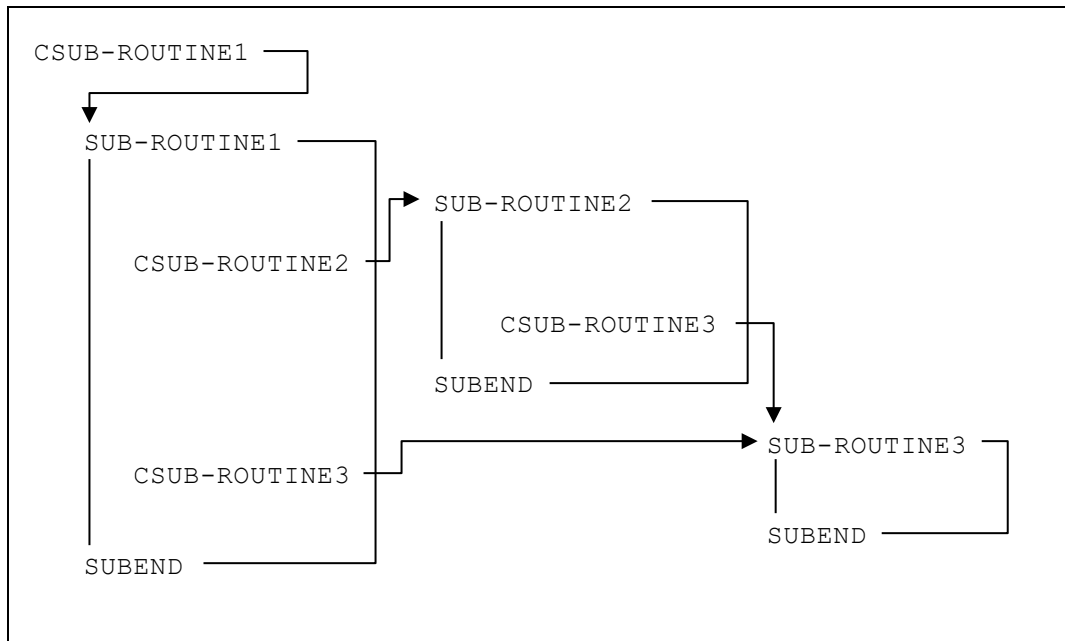 CSUB-ROUTINE1
SUB-ROUTINE1
SUB-ROUTINE2
CSUB-ROUTINE2
CSUB-ROUTINE3
SUBEND
SUB-ROUTINE3
CSUB-ROUTINE3
SUBEND
SUBEND